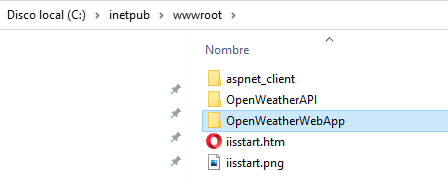 Disco local (C:) > inetpub > wwwroot >
Nombre
aspnet_client
OpenWeatherAPI
OpenWeatherWebApp
iisstart.htm
iisstart.png